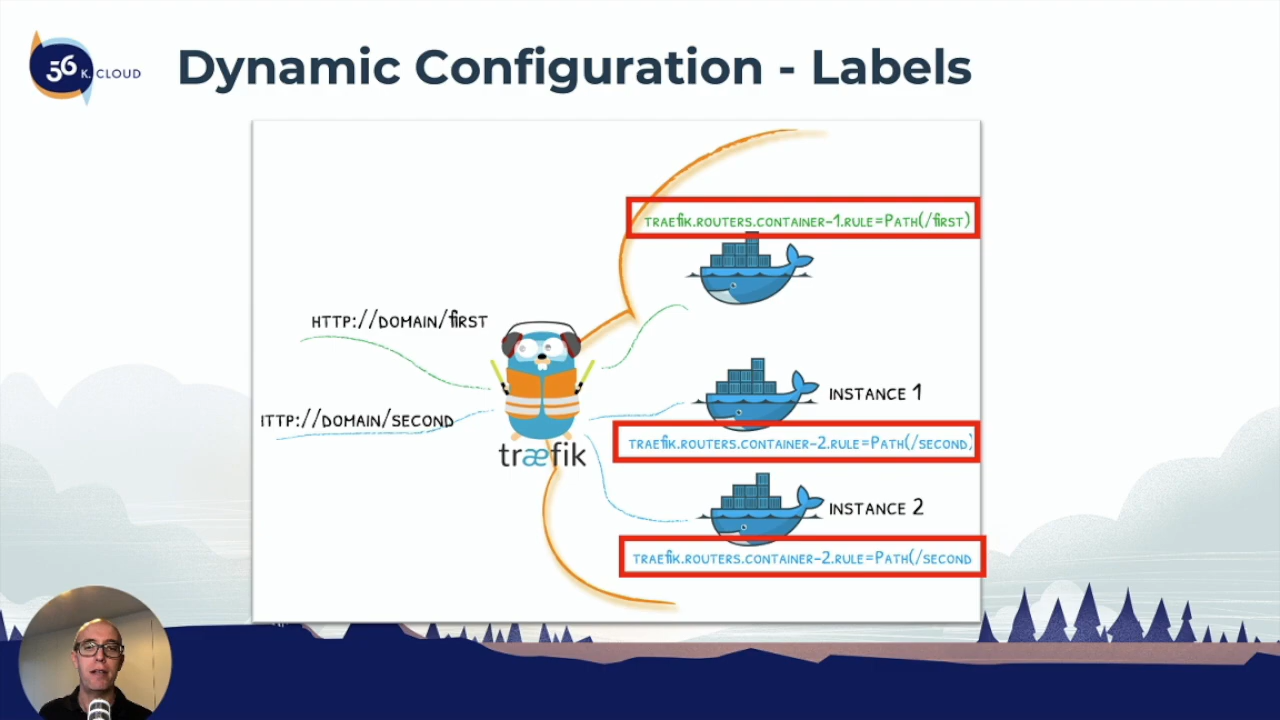 56 K. CLOUD
Dynamic Configuration - Labels
TRAEFIK.ROUTERS.CONTAINER-1.RULE=PATH(/FIRST)
HTTP://DOMAIN/FIRST
INSTANCE 1
ITTP://DOMAIN/SECOND
TRAEFIK.ROUTERS.CONTAINER-2.RULE=PATH(/SECOND)
træfik
INSTANCE 2
TRAEFIK.ROUTERS.CONTAINER-2.RULE=PATH(/SECOND